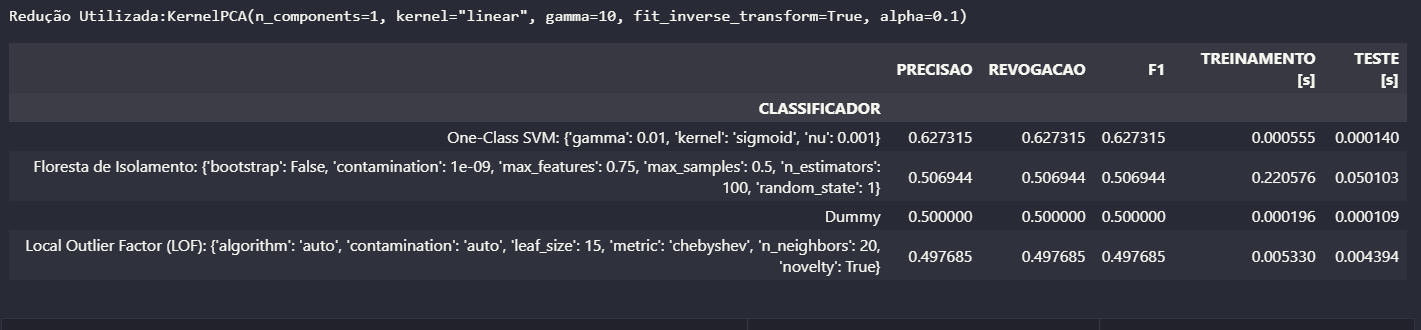 Redução Utilizada:KernelPCA(n_components=1, kernel="linear", gamma=10, fit_inverse_transform=True, alpha=0.1)
PRECISAO REVOGACAO F1 TREINAMENTO [s] TESTE [s]
CLASSIFICADOR
One-Class SVM: {'gamma': 0.01, 'kernel': 'sigmoid', 'nu': 0.001} 0.627315 0.627315 0.627315 0.000555 0.000140
Floresta de Isolamento: {'bootstrap': False, 'contamination': 1e-09, 'max_features': 0.75, 'max_samples': 0.5, 'n_estimators':
100, 'random_state': 1} 0.506944 0.506944 0.506944 0.220576 0.050103
Dummy 0.500000 0.500000 0.500000 0.000196 0.000109
Local Outlier Factor (LOF): {'algorithm': 'auto', 'contamination': 'auto', 'leaf_size': 15, 'metric': 'chebyshev', 'n_neighbors': 20,
'novelty': True} 0.497685 0.497685 0.497685 0.005330 0.004394